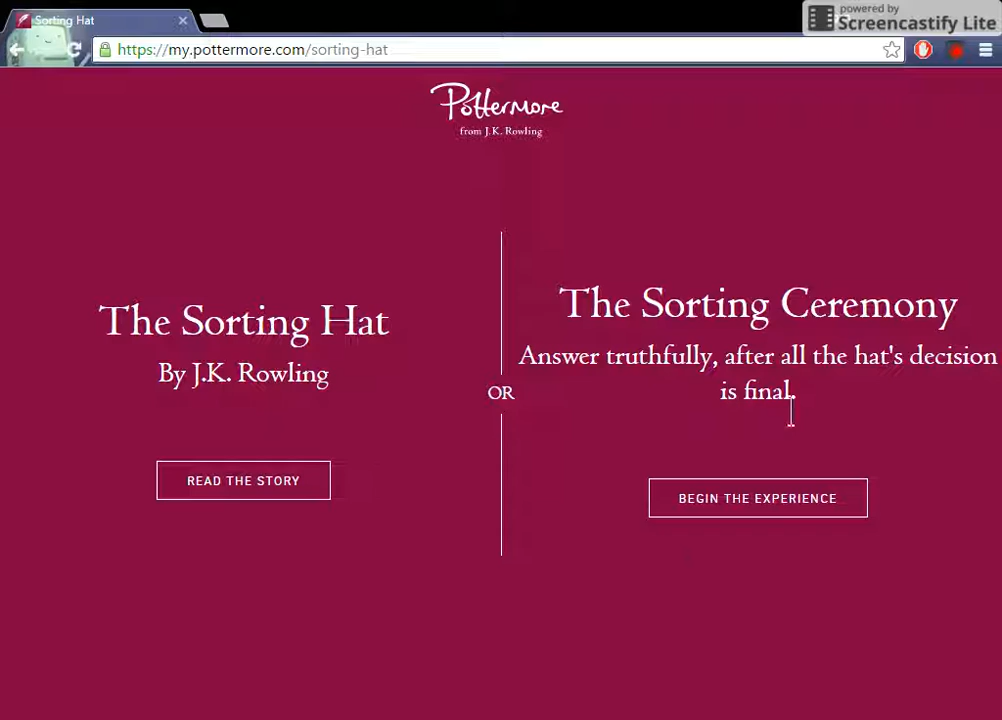 Sorting Hat
powered by
Screencastify Lite
https://my.pottermore.com/sorting-hat
Pottermore
from J.K. Rowling
The Sorting Hat
By J.K. Rowling
READ THE STORY
OR
The Sorting Ceremony
Answer truthfully, after all the hat's decision
is final.
BEGIN THE EXPERIENCE